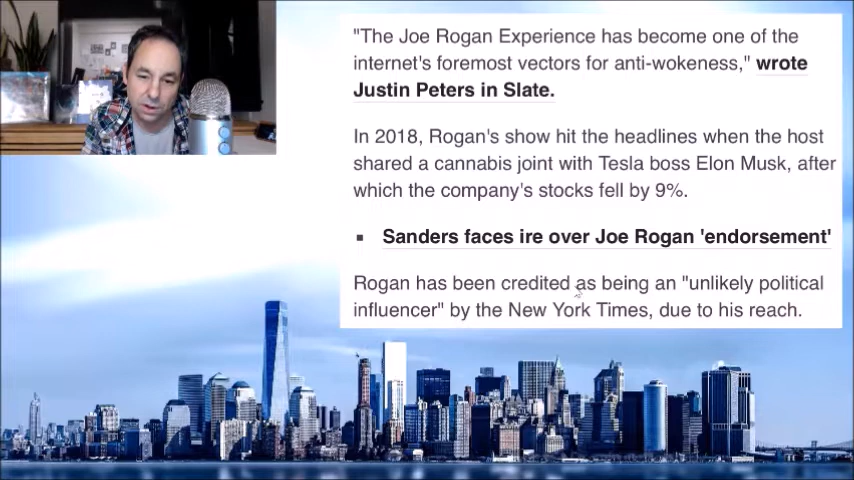 "The Joe Rogan Experience has become one of the
internet's foremost vectors for anti-wokeness," wrote
Justin Peters in Slate.
In 2018, Rogan's show hit the headlines when the host
shared a cannabis joint with Tesla boss Elon Musk, after
which the company's stocks fell by 9%.
▪ Sanders faces ire over Joe Rogan 'endorsement'
Rogan has been credited as being an "unlikely political
influencer" by the New York Times, due to his reach.